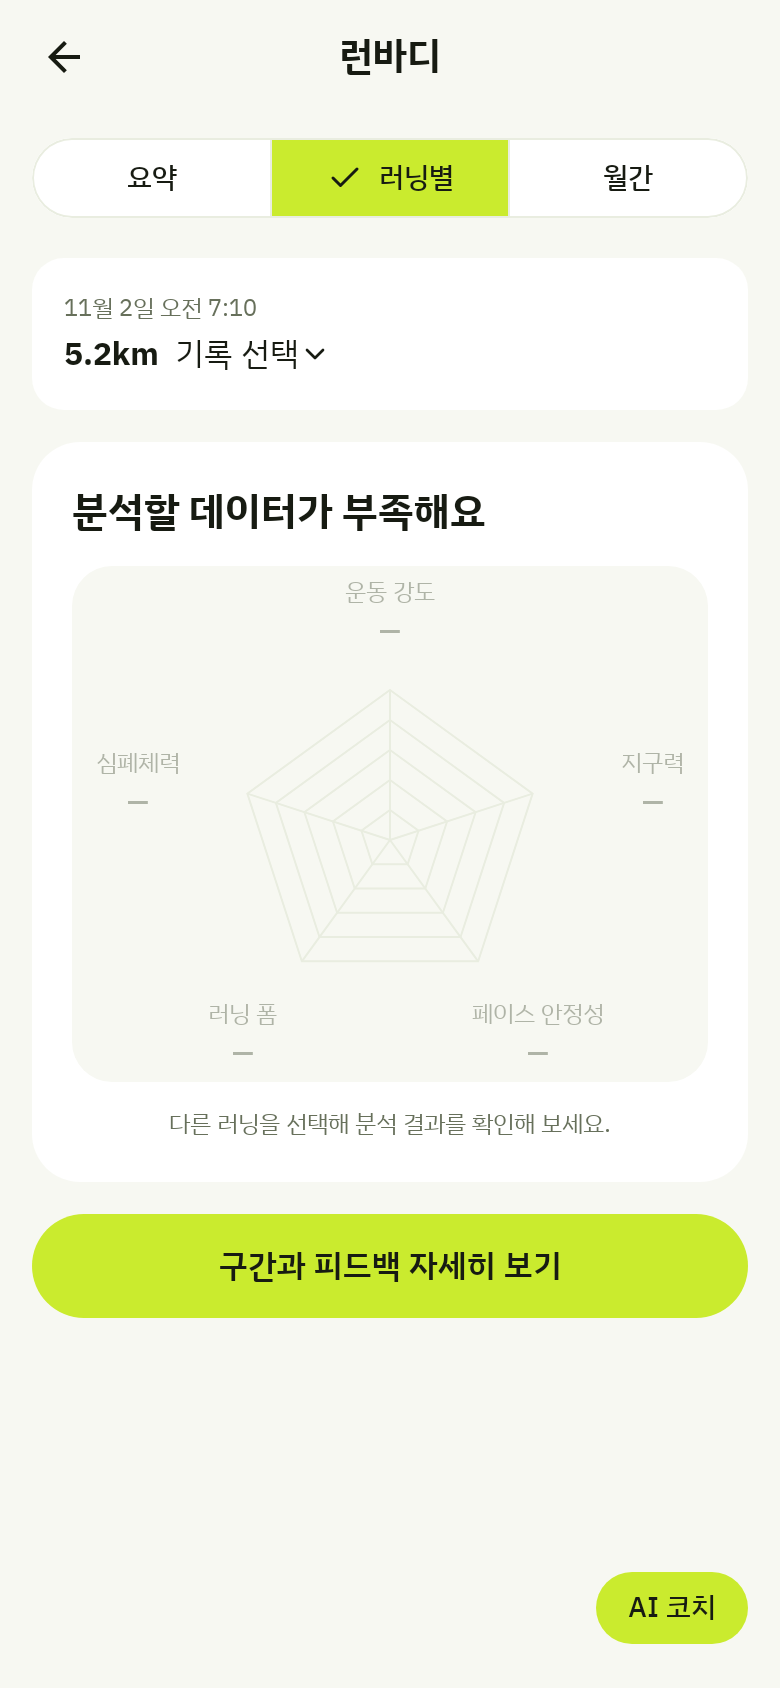 런바디
요약
러닝별
월간
11월 2일 오전 7:10
5.2km 기록 선택
분석할 데이터가 부족해요
운동 강도
—
심폐체력
—
지구력
—
러닝 폼
—
페이스 안정성
—
다른 러닝을 선택해 분석 결과를 확인해 보세요.
구간과 피드백 자세히 보기
AI 코치